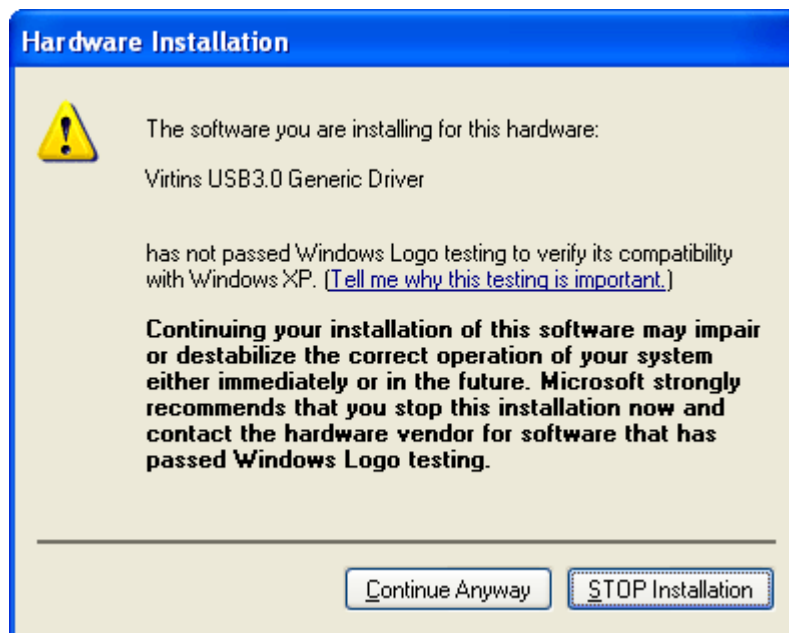 Hardware Installation
The software you are installing for this hardware:
Virtins USB3.0 Generic Driver
has not passed Windows Logo testing to verify its compatibility
with Windows XP. (Tell me why this testing is important.)
Continuing your installation of this software may impair
or destabilize the correct operation of your system
either immediately or in the future. Microsoft strongly
recommends that you stop this installation now and
contact the hardware vendor for software that has
passed Windows Logo testing.
Continue Anyway
STOP Installation